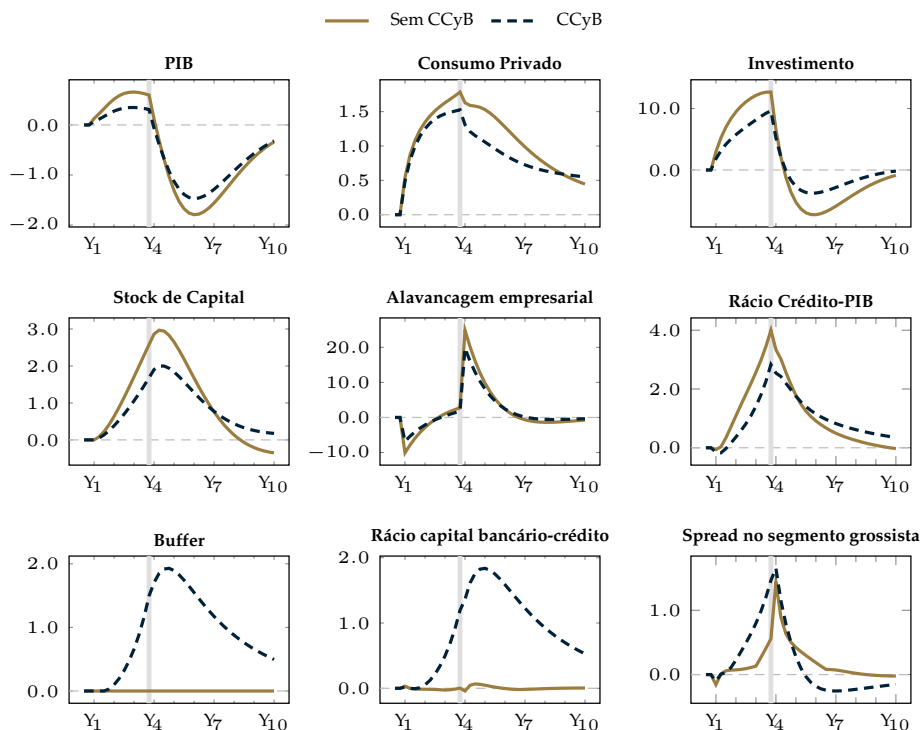 Sem CCyB CCyB
PIB Consumo Privado Investimento
0.0
−1.0
−2.0
Y1 Y4 Y7 Y10
1.5
1.0
0.5
0.0
Y1 Y4 Y7 Y10
10.0
0.0
Y1 Y4 Y7 Y10
Stock de Capital Alavancagem empresarial Rácio Crédito-PIB
3.0
2.0
1.0
0.0
Y1 Y4 Y7 Y10
20.0
10.0
0.0
−10.0
Y1 Y4 Y7 Y10
4.0
2.0
0.0
Y1 Y4 Y7 Y10
Buffer Rácio capital bancário-crédito Spread no segmento grossista
2.0
1.0
0.0
Y1 Y4 Y7 Y10
2.0
1.0
0.0
Y1 Y4 Y7 Y10
1.0
0.0
Y1 Y4 Y7 Y10